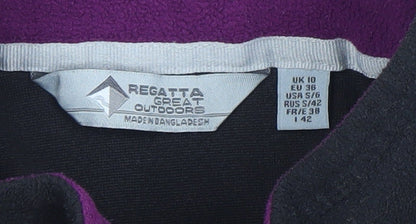 REGATTA
GREAT
OUTDOORS
MADE IN BANGLADESH
UK 10
EU 36
USA S/6
RUS S/42
FR/E 38
I 42